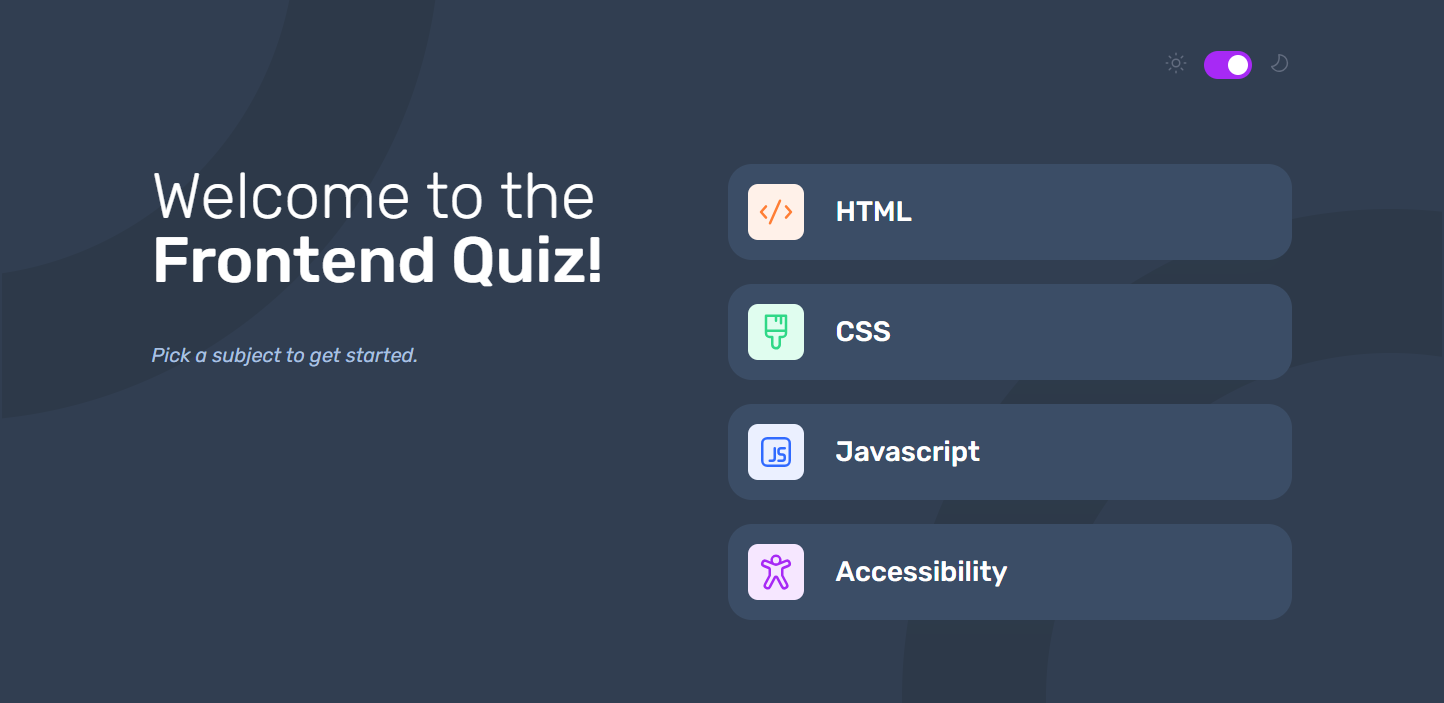 Welcome to the
Frontend Quiz!
Pick a subject to get started.
HTML
CSS
JS
Javascript
Accessibility